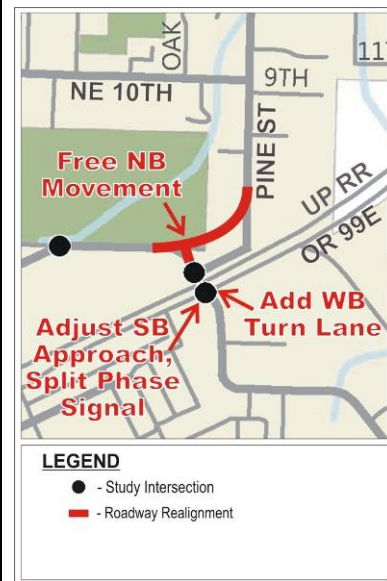 OAK
11T
9TH
NE 10TH
PINE ST
Free NB
Movement
UP RR
OR 99E
Add WB
Turn Lane
Adjust SB
Approach,
Split Phase
Signal
LEGEND
- Study Intersection
- Roadway Realignment